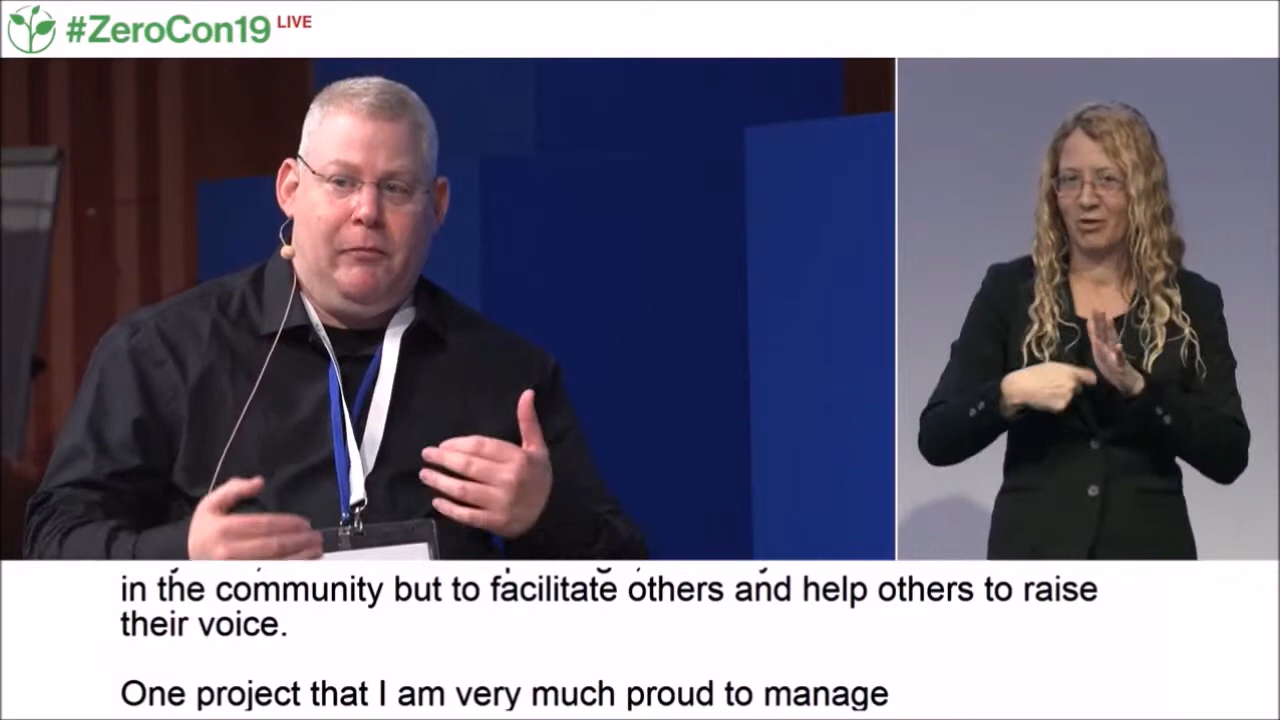 #ZeroCon19 LIVE
in the community but to facilitate others and help others to raise
their voice.
One project that I am very much proud to manage